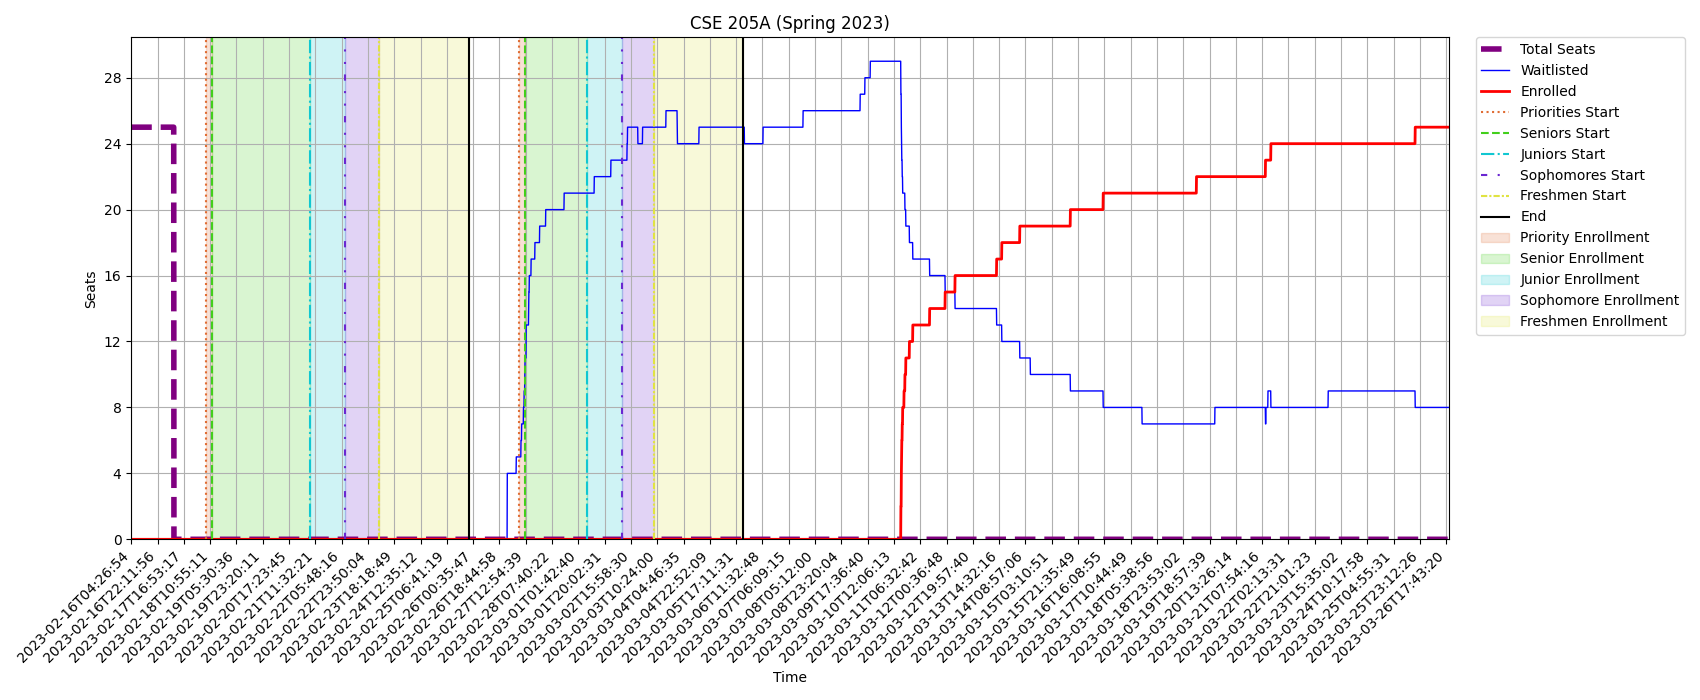 CSE 205A (Spring 2023)
Total Seats
Waitlisted
Enrolled
Priorities Start
Seniors Start
Juniors Start
Sophomores Start
Freshmen Start
End
Priority Enrollment
Senior Enrollment
Junior Enrollment
Sophomore Enrollment
Freshmen Enrollment
Seats
28
24
20
16
12
8
4
0
2023-02-16T04:26:54
2023-02-16T22:11:56
2023-02-17T16:53:17
2023-02-18T10:55:11
2023-02-19T05:30:36
2023-02-19T23:20:11
2023-02-20T17:23:45
2023-02-21T11:32:21
2023-02-22T05:48:16
2023-02-22T23:50:04
2023-02-23T18:18:49
2023-02-24T12:35:12
2023-02-25T06:41:19
2023-02-26T00:35:47
2023-02-26T18:44:58
2023-02-27T12:54:39
2023-02-28T07:40:22
2023-03-01T01:42:40
2023-03-01T20:02:31
2023-03-02T15:58:30
2023-03-03T10:24:00
2023-03-04T04:46:35
2023-03-04T22:52:09
2023-03-05T17:11:31
2023-03-06T11:32:48
2023-03-07T06:09:15
2023-03-08T05:12:00
2023-03-08T23:20:04
2023-03-09T17:36:40
2023-03-10T12:06:13
2023-03-11T06:32:42
2023-03-12T00:36:48
2023-03-12T19:57:40
2023-03-13T14:32:16
2023-03-14T08:57:06
2023-03-15T03:10:51
2023-03-15T21:35:49
2023-03-16T16:08:55
2023-03-17T10:44:49
2023-03-18T05:38:56
2023-03-18T23:53:02
2023-03-19T18:57:39
2023-03-20T13:26:14
2023-03-21T07:54:16
2023-03-22T02:13:31
2023-03-22T21:01:23
2023-03-23T15:35:02
2023-03-24T10:17:58
2023-03-25T04:55:31
2023-03-25T23:12:26
2023-03-26T17:43:20
Time